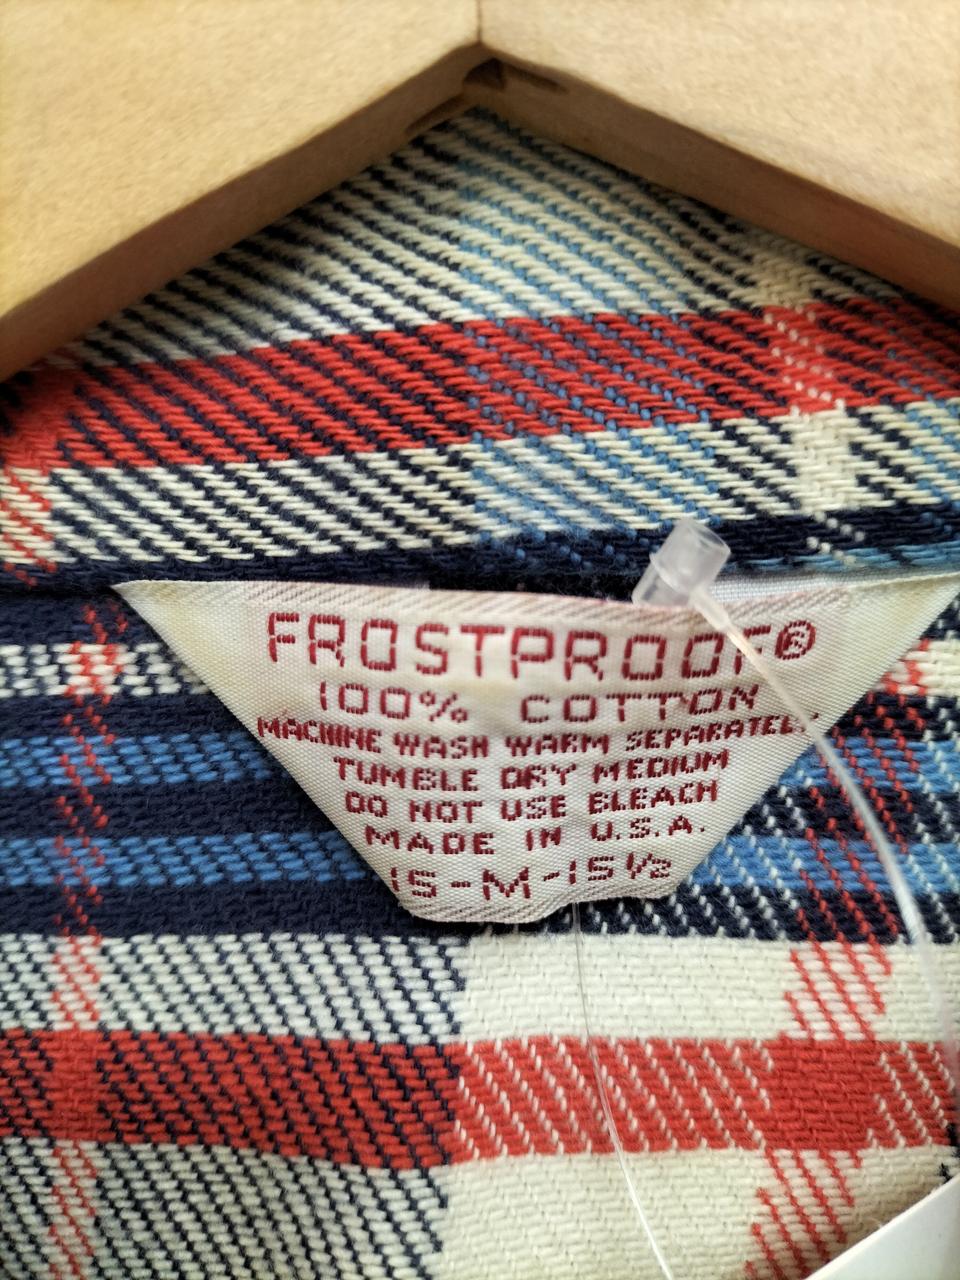 FROSTPROOF®
100% COTTON
MACHINE WASH WARM SEPARATELY
TUMBLE DRY MEDIUM
DO NOT USE BLEACH
MADE IN U.S.A.
15-M-15½